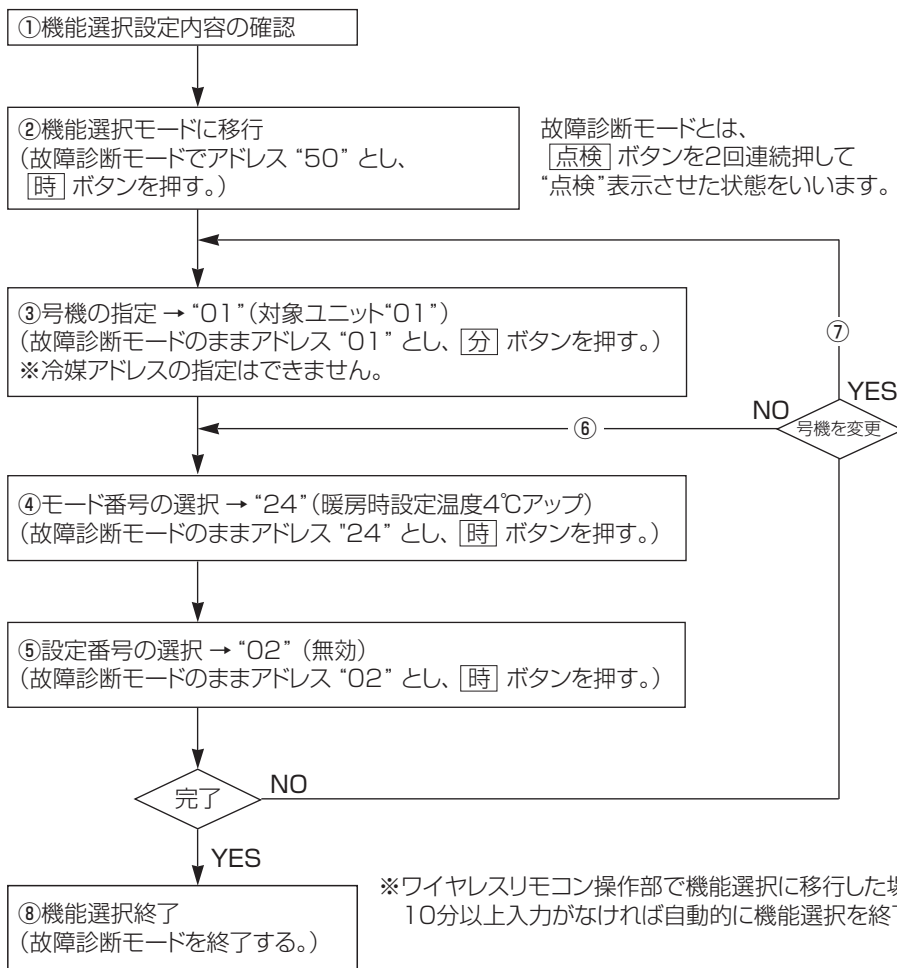 ①機能選択設定内容の確認
②機能選択モードに移行
（故障診断モードでアドレス “50” とし、
時 ボタンを押す。）
故障診断モードとは、
点検 ボタンを2回連続押して
“点検”表示させた状態をいいます。
③号機の指定 → “01”（対象ユニット“01”）
（故障診断モードのままアドレス “01” とし、 分 ボタンを押す。）
※冷媒アドレスの指定はできません。
⑦
YES
NO
号機を変更
⑥
④モード番号の選択 → “24”（暖房時設定温度4℃アップ）
（故障診断モードのままアドレス "24” とし、 時 ボタンを押す。）
⑤設定番号の選択 → “02” （無効）
（故障診断モードのままアドレス “02” とし、 時 ボタンを押す。）
完了
NO
YES
⑧機能選択終了
（故障診断モードを終了する。）
※ワイヤレスリモコン操作部で機能選択に移行した
10分以上入力がなければ自動的に機能選択を終